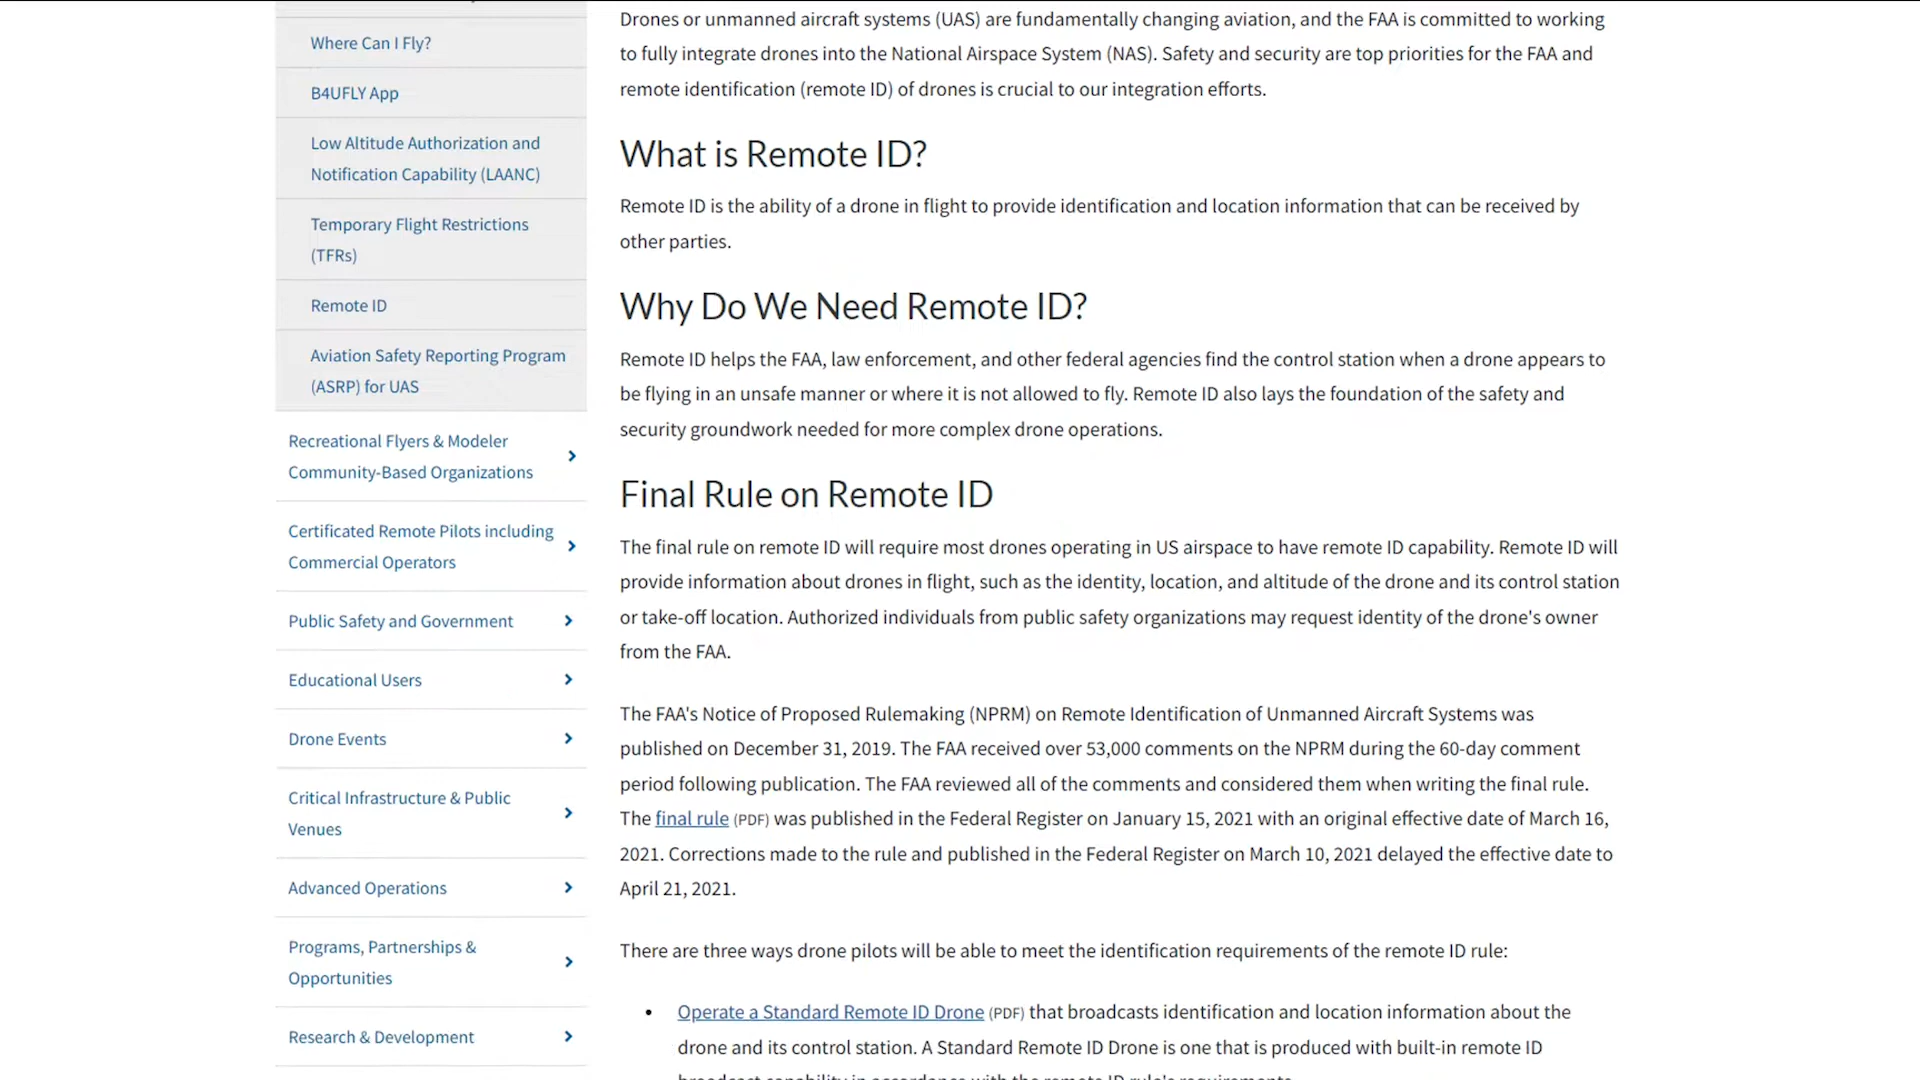 Where Can I Fly?
B4UFLY App
Low Altitude Authorization and
Notification Capability (LAANC)
Temporary Flight Restrictions
(TFRs)
Remote ID
Aviation Safety Reporting Program
(ASRP) for UAS
Recreational Flyers & Modeler
Community-Based Organizations
Certificated Remote Pilots including
Commercial Operators
Public Safety and Government
Educational Users
Drone Events
Critical Infrastructure & Public
Venues
Advanced Operations
Programs, Partnerships &
Opportunities
Research & Development
Drones or unmanned aircraft systems (UAS) are fundamentally changing aviation, and the FAA is committed to working
to fully integrate drones into the National Airspace System (NAS). Safety and security are top priorities for the FAA and
remote identification (remote ID) of drones is crucial to our integration efforts.
What is Remote ID?
Remote ID is the ability of a drone in flight to provide identification and location information that can be received by
other parties.
Why Do We Need Remote ID?
Remote ID helps the FAA, law enforcement, and other federal agencies find the control station when a drone appears to
be flying in an unsafe manner or where it is not allowed to fly. Remote ID also lays the foundation of the safety and
security groundwork needed for more complex drone operations.
Final Rule on Remote ID
The final rule on remote ID will require most drones operating in US airspace to have remote ID capability. Remote ID will
provide information about drones in flight, such as the identity, location, and altitude of the drone and its control station
or take-off location. Authorized individuals from public safety organizations may request identity of the drone's owner
from the FAA.
The FAA's Notice of Proposed Rulemaking (NPRM) on Remote Identification of Unmanned Aircraft Systems was
published on December 31, 2019. The FAA received over 53,000 comments on the NPRM during the 60-day comment
period following publication. The FAA reviewed all of the comments and considered them when writing the final rule.
The final rule (PDF) was published in the Federal Register on January 15, 2021 with an original effective date of March 16,
2021. Corrections made to the rule and published in the Federal Register on March 10, 2021 delayed the effective date to
April 21, 2021.
There are three ways drone pilots will be able to meet the identification requirements of the remote ID rule:
• Operate a Standard Remote ID Drone (PDF) that broadcasts identification and location information about the
drone and its control station. A Standard Remote ID Drone is one that is produced with built-in remote ID
broadcast capability in accordance with the remote ID rule's requirements.